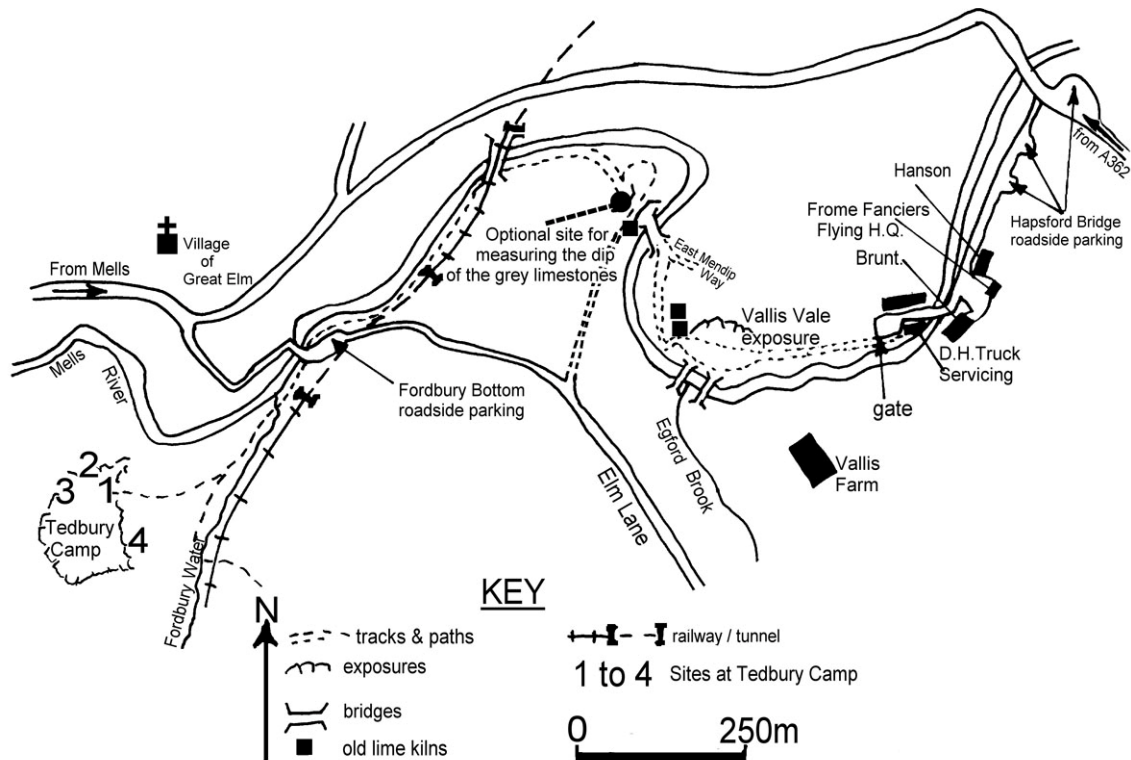 from A362
Hanson
Frome Fanciers
Flying H.Q.
Brunt.
Hapsford Bridge
roadside parking
Village
of
Great Elm
Optional site for
measuring the dip
of the grey limestones
East Mendip
Way
From Mells
Vallis Vale
exposure
D.H.Truck
Servicing
gate
Mells
River
Fordbury Bottom
roadside parking
Egford Brook
Vallis
Farm
Elm Lane
2
3 1
Tedbury
Camp 4
Fordbury Water
KEY
N
tracks & paths
railway / tunnel
exposures
1 to 4 Sites at Tedbury Camp
bridges
0 250m
old lime kilns